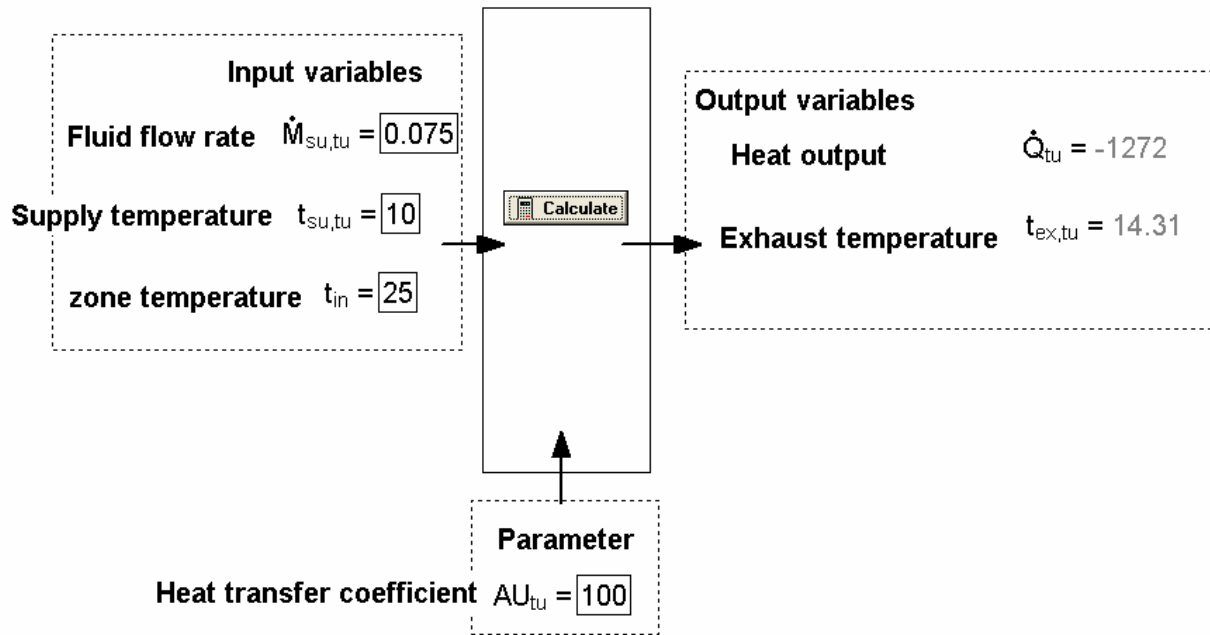 Input variables
Fluid flow rate Ṁsu,tu = 0.075
Supply temperature tsu,tu = 10
zone temperature tin = 25
Calculate
Output variables
Heat output Q̇tu = -1272
Exhaust temperature tex,tu = 14.31
Parameter
Heat transfer coefficient AUtu = 100